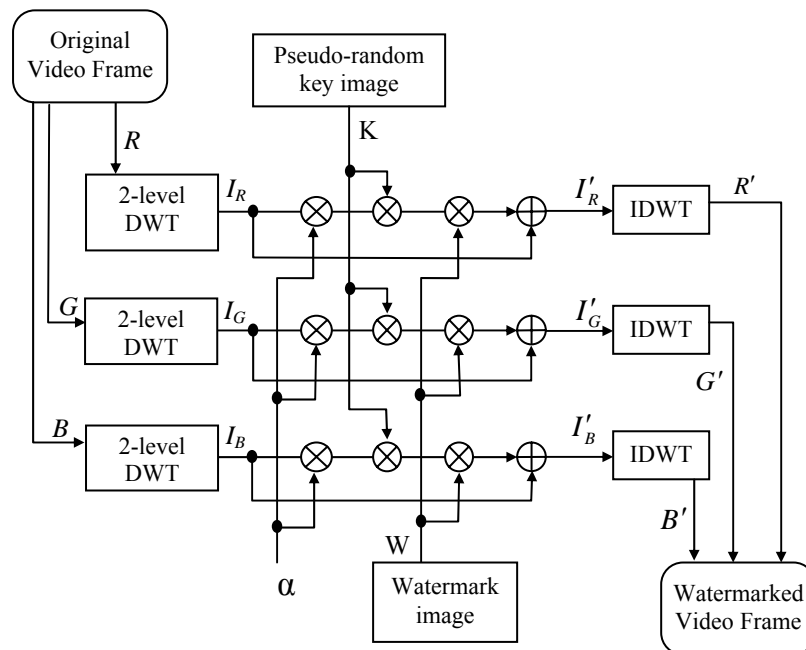 Original
Video Frame
Pseudo-random
key image
K
R
2-level
DWT
I_R
I'_R
IDWT
R'
G
2-level
DWT
I_G
I'_G
IDWT
G'
B
2-level
DWT
I_B
I'_B
IDWT
B'
α
W
Watermark
image
Watermarked
Video Frame